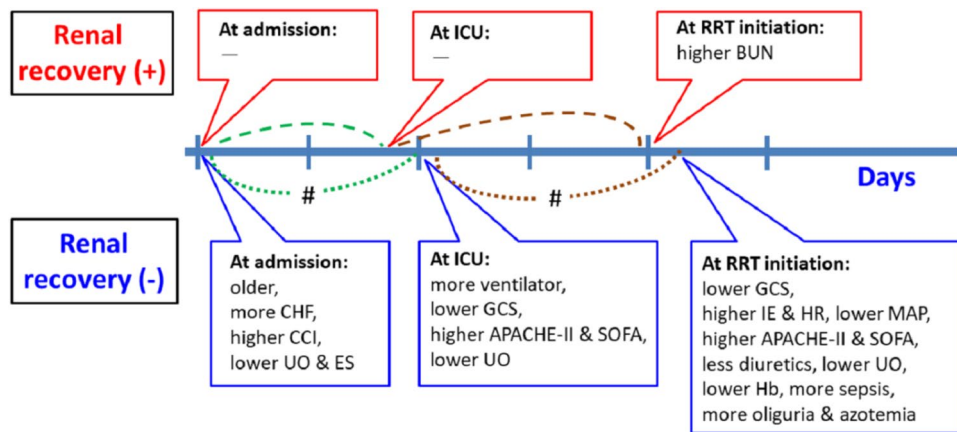 Renal
recovery (+)
At admission:
—
At ICU:
—
At RRT initiation:
higher BUN
#
#
Days
Renal
recovery (-)
At admission:
older,
more CHF,
higher CCI,
lower UO & ES
At ICU:
more ventilator,
lower GCS,
higher APACHE-II & SOFA,
lower UO
At RRT initiation:
lower GCS,
higher IE & HR, lower MAP,
higher APACHE-II & SOFA,
less diuretics, lower UO,
lower Hb, more sepsis,
more oliguria & azotemia